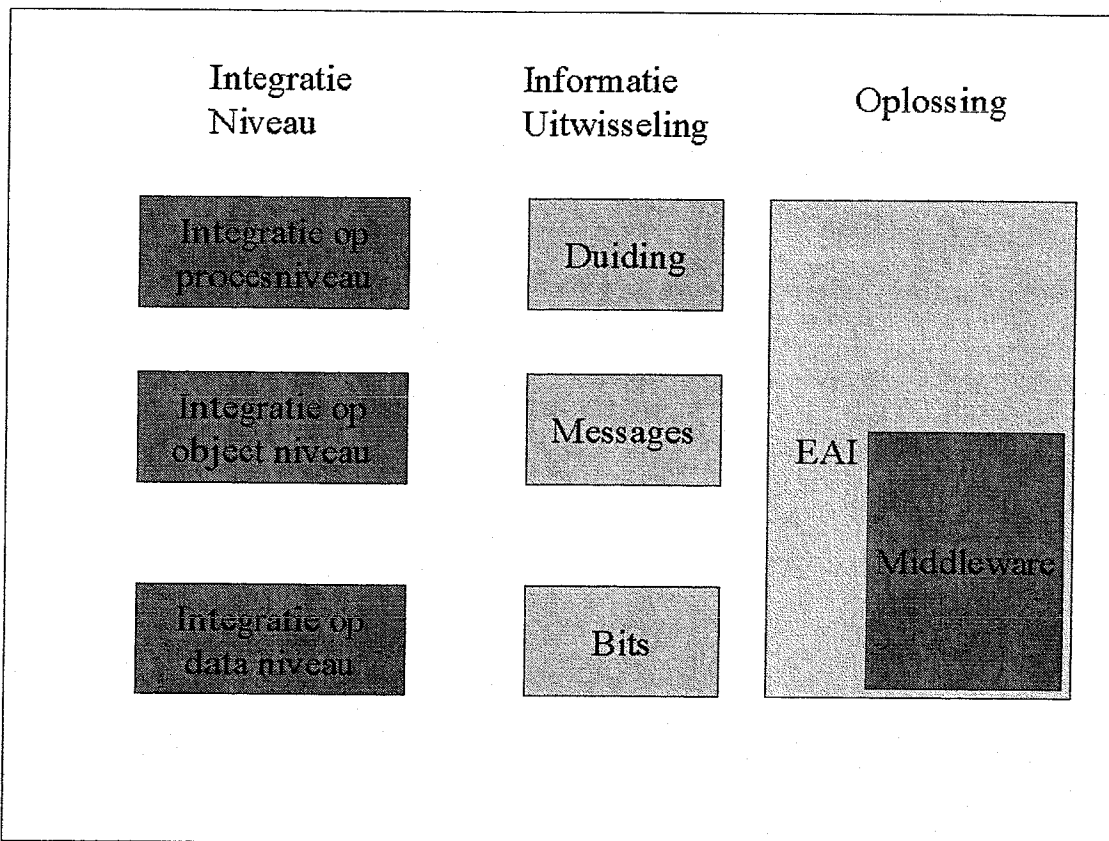 Integratie
Niveau
Informatie
Uitwisseling
Oplossing
Integratie op
procesniveau
Duiding
Integratie op
object niveau
Messages
EAI
Middleware
Integratie op
data niveau
Bits